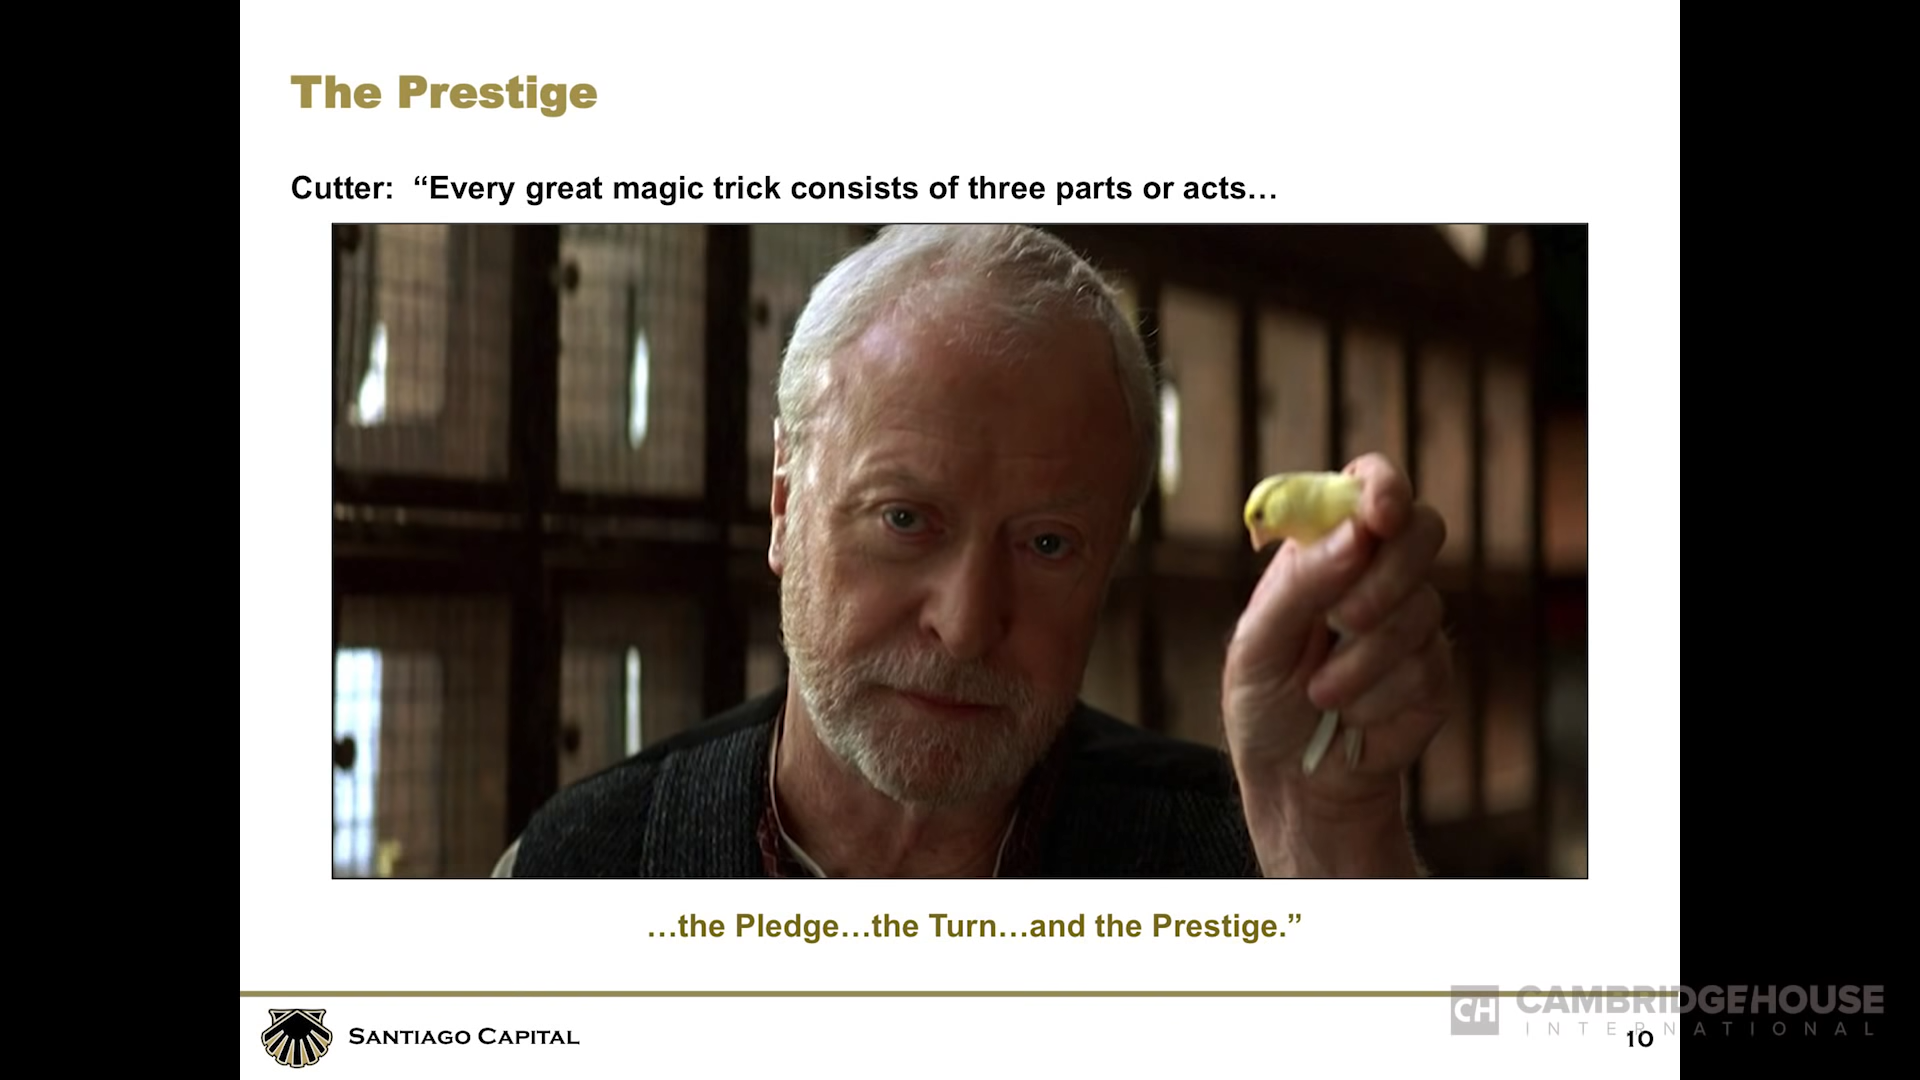 The Prestige
Cutter:  “Every great magic trick consists of three parts or acts…
…the Pledge…the Turn…and the Prestige.”
SANTIAGO CAPITAL
CH CAMBRIDGEHOUSE
INTERNATIONAL
10